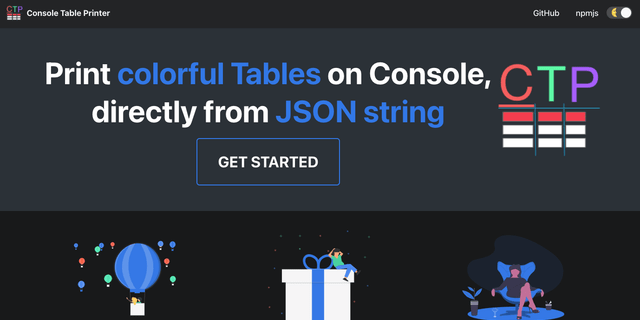 CTP
Console Table Printer
GitHub
npmjs
Print colorful Tables on Console,
directly from JSON string
GET STARTED
CTP